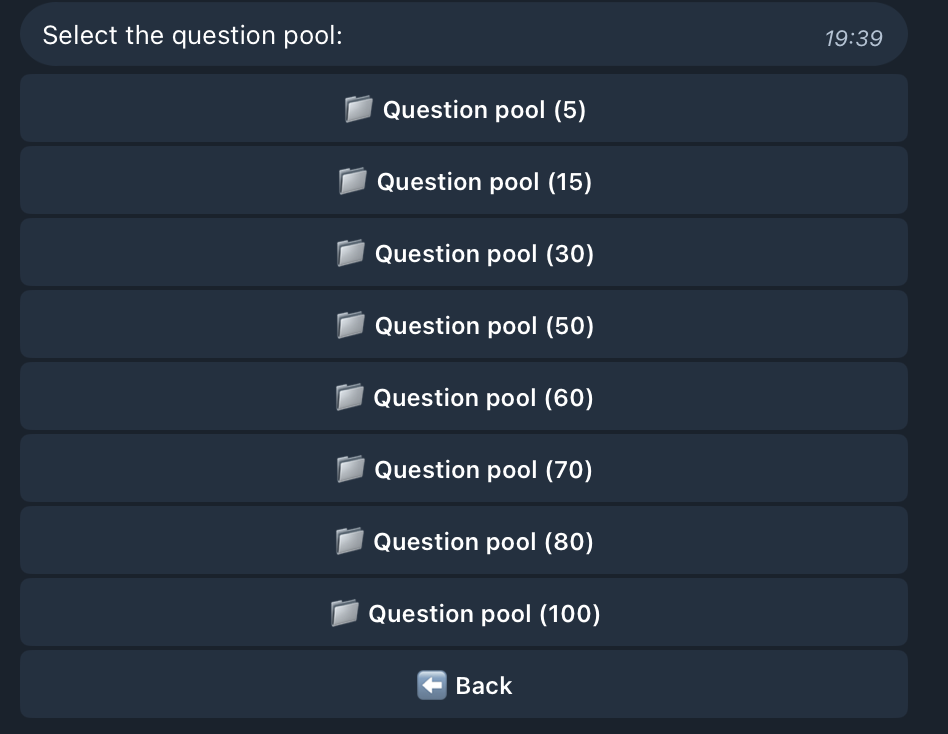 Select the question pool:
19:39
Question pool (5)
Question pool (15)
Question pool (30)
Question pool (50)
Question pool (60)
Question pool (70)
Question pool (80)
Question pool (100)
Back